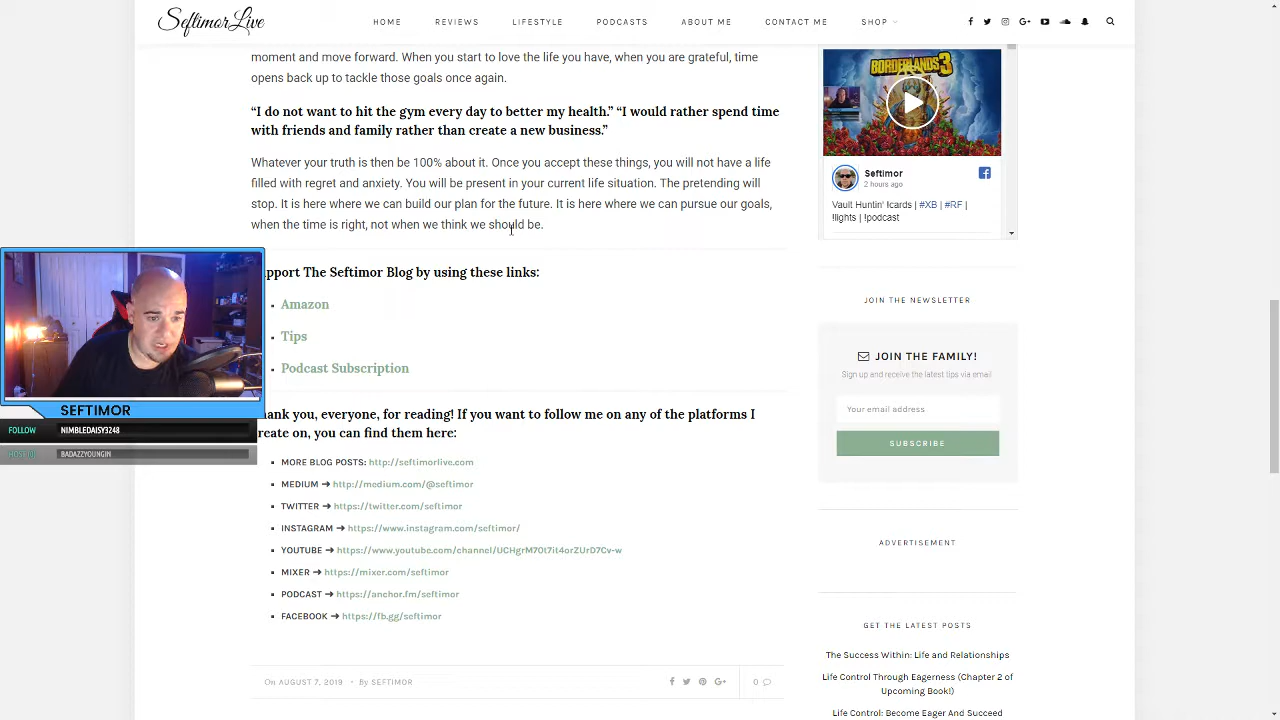 SeftimorLive
HOME
REVIEWS
LIFESTYLE
PODCASTS
ABOUT ME
CONTACT ME
SHOP
moment and move forward. When you start to love the life you have, when you are grateful, time
opens back up to tackle those goals once again.
“I do not want to hit the gym every day to better my health.” “I would rather spend time
with friends and family rather than create a new business.”
Whatever your truth is then be 100% about it. Once you accept these things, you will not have a life
filled with regret and anxiety. You will be present in your current life situation. The pretending will
stop. It is here where we can build our plan for the future. It is here where we can pursue our goals,
when the time is right, not when we think we should be.
pport The Seftimor Blog by using these links:
Amazon
Tips
Podcast Subscription
hank you, everyone, for reading! If you want to follow me on any of the platforms I
create on, you can find them here:
MORE BLOG POSTS: http://seftimorlive.com
MEDIUM ➔ http://medium.com/@seftimor
TWITTER ➔ https://twitter.com/seftimor
INSTAGRAM ➔ https://www.instagram.com/seftimor/
YOUTUBE ➔ https://www.youtube.com/channel/UCHgrM7Ot7it4orZUrD7Cv-w
MIXER ➔ https://mixer.com/seftimor
PODCAST ➔ https://anchor.fm/seftimor
FACEBOOK ➔ https://fb.gg/seftimor
On AUGUST 7, 2019 • By SEFTIMOR
0
SEFTIMOR
FOLLOW NIMBLEDAISY3248
BADAZZYOUNGIN
BORDERLANDS 3
Seftimor
2 hours ago
Vault Huntin' !cards | #XB | #RF |
!lights | !podcast
JOIN THE NEWSLETTER
JOIN THE FAMILY!
Sign up and receive the latest tips via email
Your email address
SUBSCRIBE
ADVERTISEMENT
GET THE LATEST POSTS
The Success Within: Life and Relationships
Life Control Through Eagerness (Chapter 2 of
Upcoming Book!)
Life Control: Become Eager And Succeed